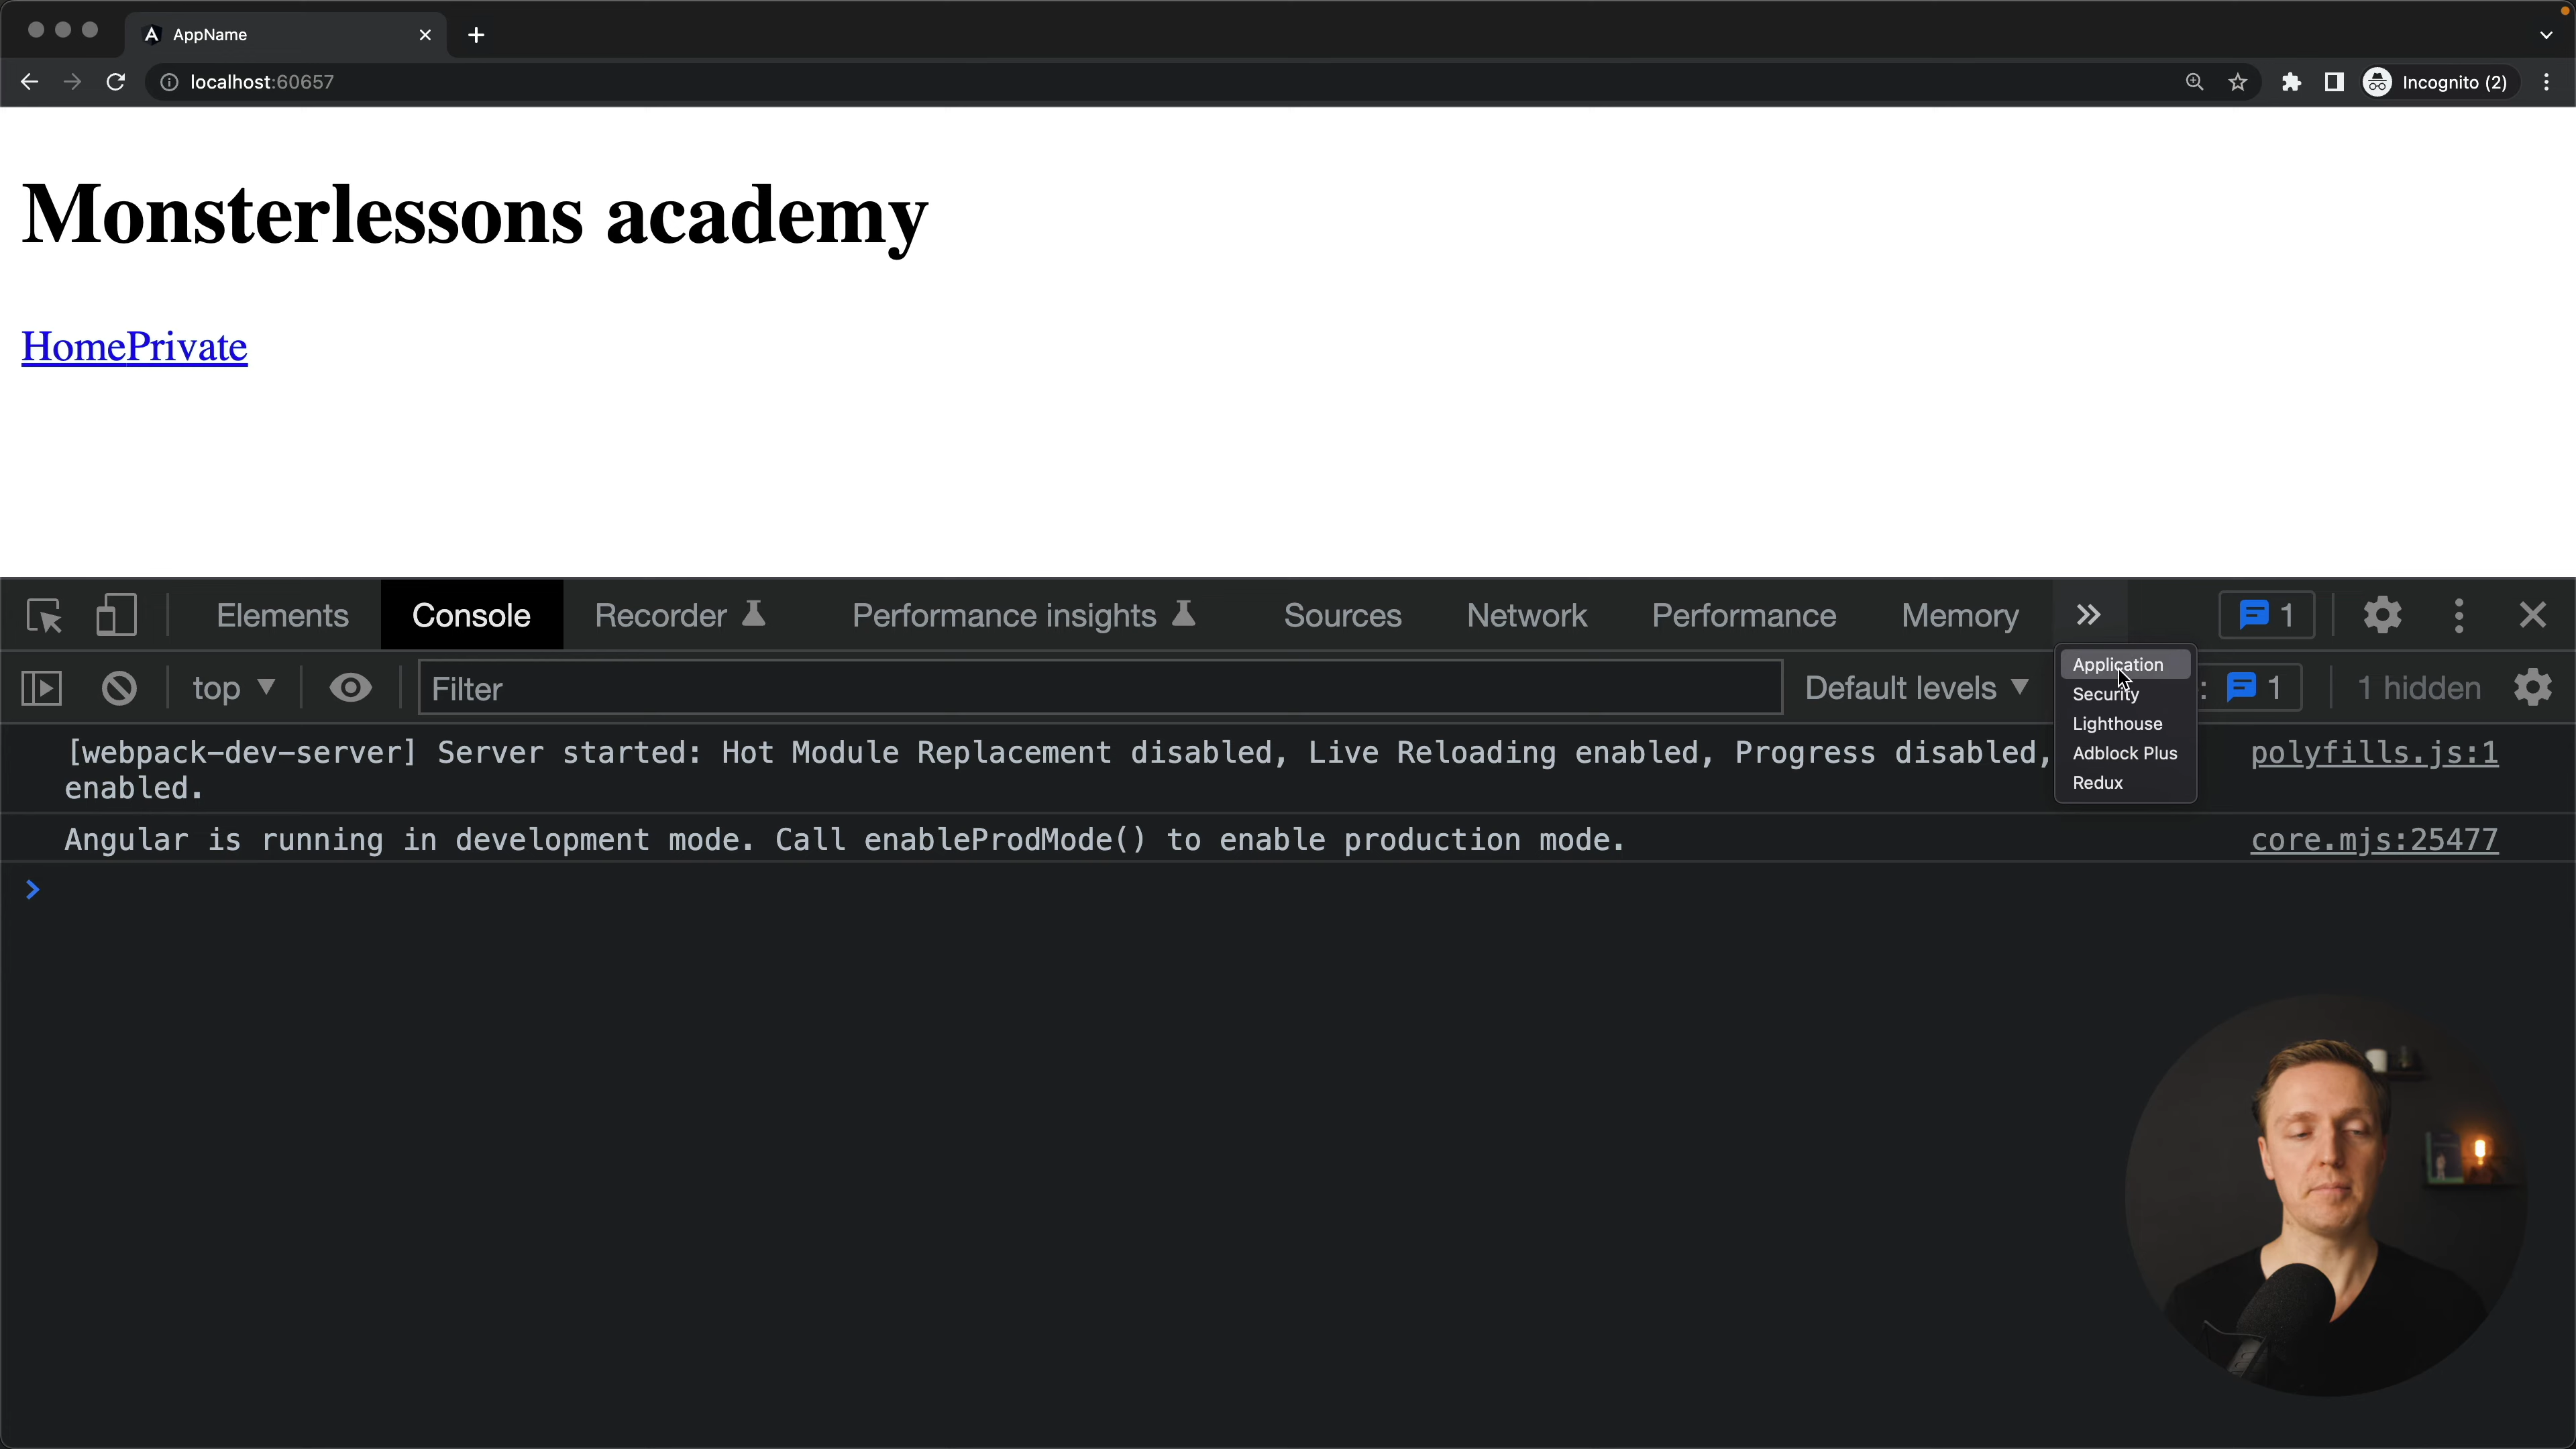 AppName
localhost:60657
Incognito (2)
Monsterlessons academy
HomePrivate
Elements Console Recorder Performance insights Sources Network Performance Memory 1
top Filter Default levels : 1 1 hidden
Application
Security
Lighthouse
Adblock Plus
Redux
[webpack-dev-server] Server started: Hot Module Replacement disabled, Live Reloading enabled, Progress disabled, polyfills.js:1
enabled.
Angular is running in development mode. Call enableProdMode() to enable production mode. core.mjs:25477